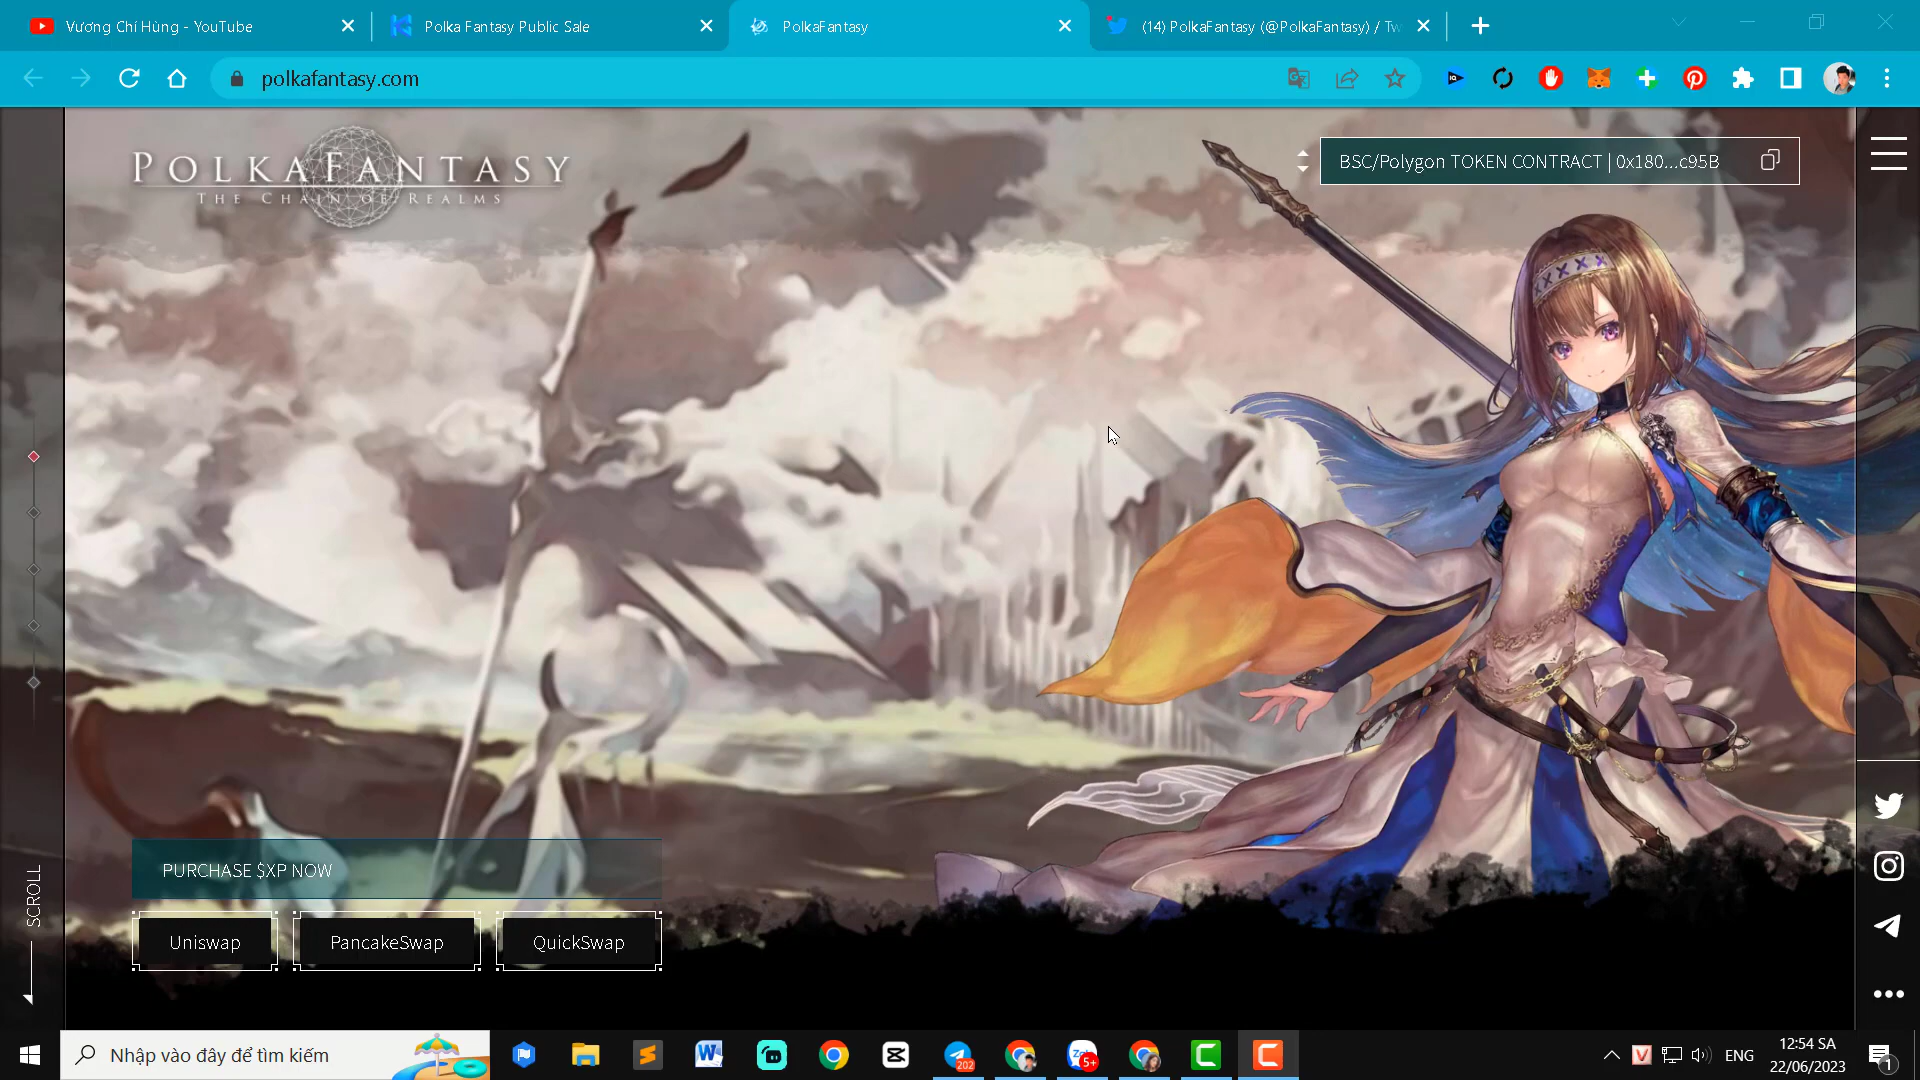 Vương Chí Hùng - YouTube
Polka Fantasy Public Sale
PolkaFantasy
(14) PolkaFantasy (@PolkaFantasy) / Tw
polkafantasy.com
POLKAFANTASY
THE CHAIN OF REALMS
BSC/Polygon TOKEN CONTRACT | 0x180...c95B
SCROLL
PURCHASE $XP NOW
Uniswap
PancakeSwap
QuickSwap
Nhập vào đây để tìm kiếm
202
5+
ENG
12:54 SA
22/06/2023
1